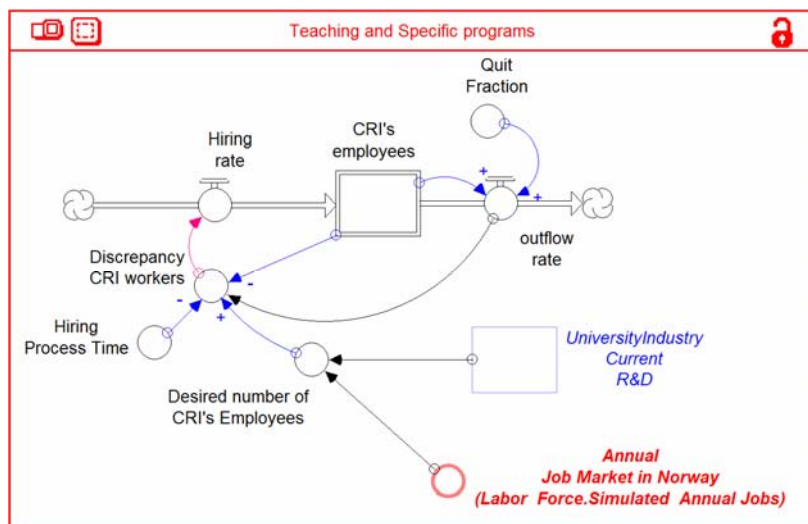 Teaching and Specific programs
Quit
Fraction
CRI's
employees
Hiring
rate
+
+
outflow
rate
Discrepancy
CRI workers
-
-
+
Hiring
Process Time
UniversityIndustry
Current
R&D
Desired number of
CRI's Employees
Annual
Job Market in Norway
(Labor Force.Simulated Annual Jobs)